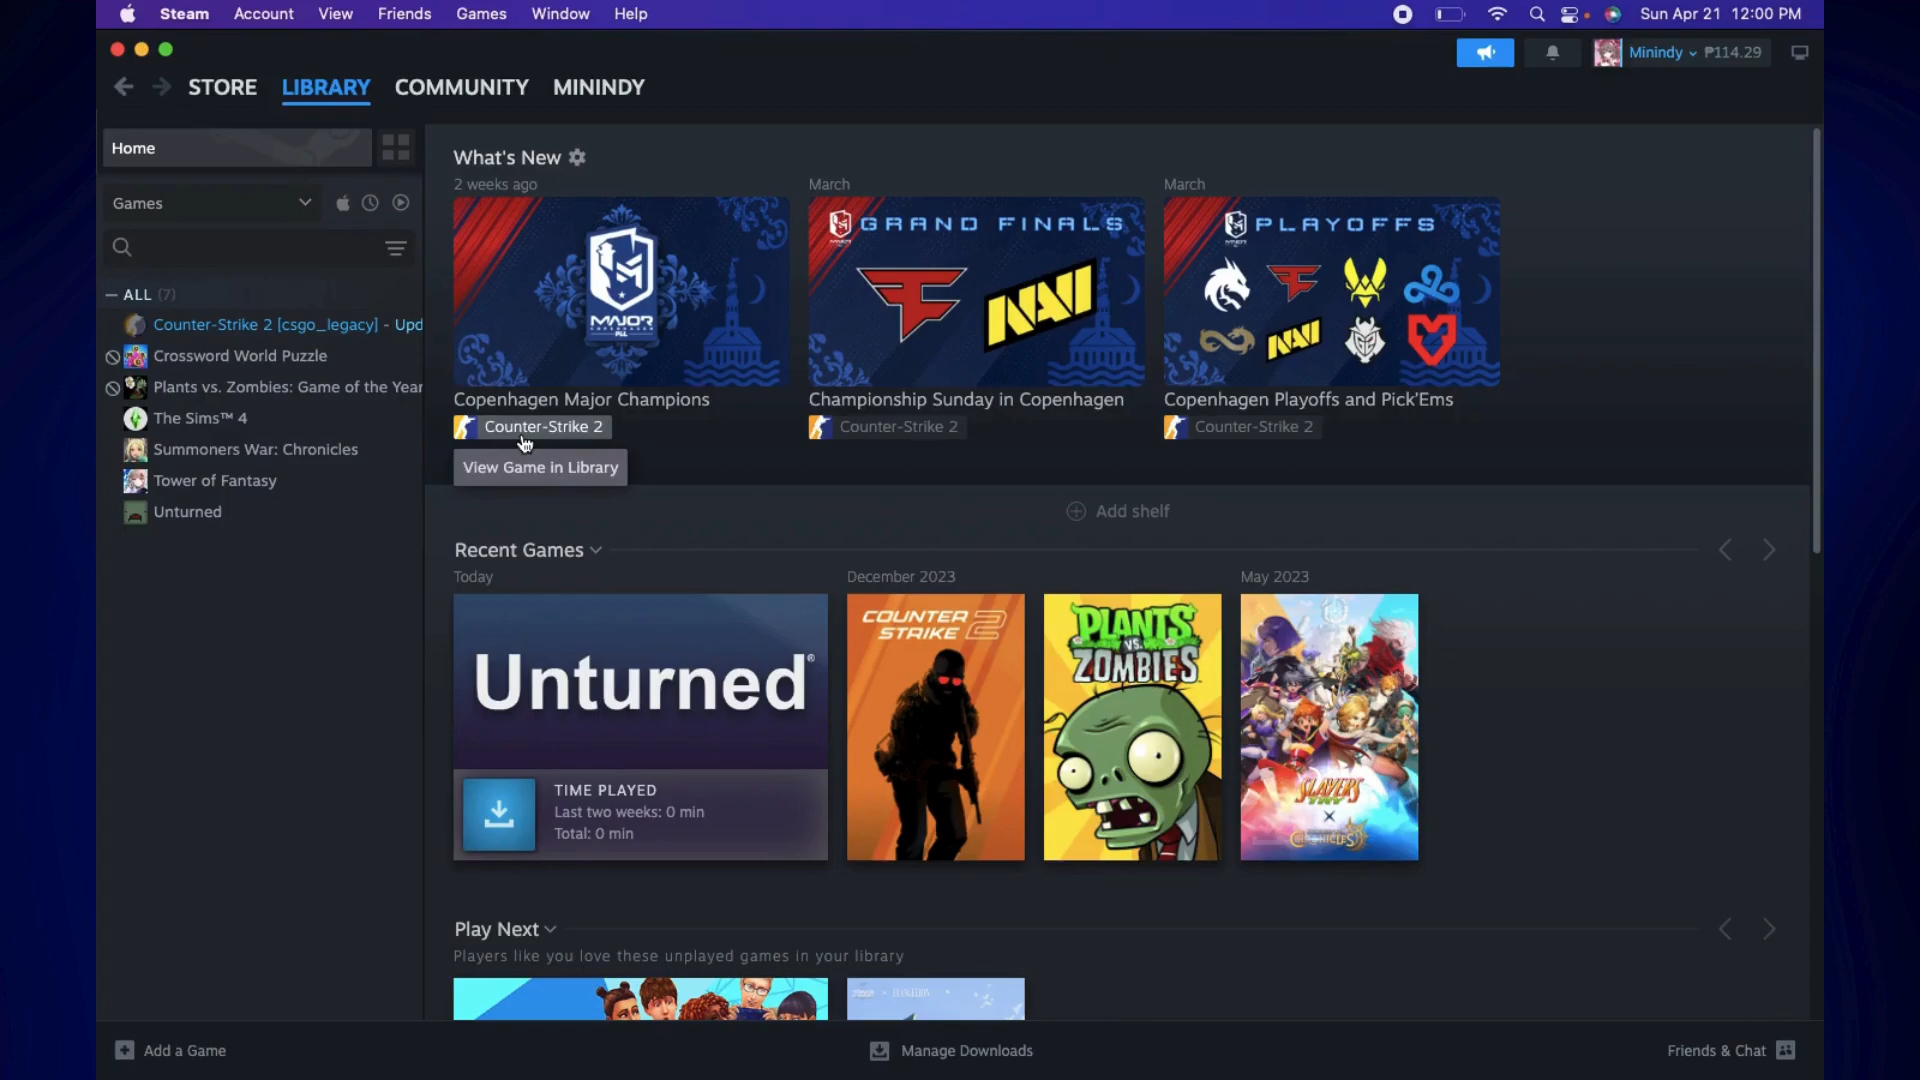 Steam Account View Friends Games Window Help
Sun Apr 21 12:00 PM
Minindy ₱114.29
STORE LIBRARY COMMUNITY MININDY
Home
Games
ALL (7)
Counter-Strike 2 [csgo_legacy] - Upd
Crossword World Puzzle
Plants vs. Zombies: Game of the Year
The Sims™ 4
Summoners War: Chronicles
Tower of Fantasy
Unturned
What's New
2 weeks ago
MAJOR
COPENHAGEN
Copenhagen Major Champions
Counter-Strike 2
View Game in Library
March
GRAND FINALS
NAVI
Championship Sunday in Copenhagen
Counter-Strike 2
March
PLAYOFFS
NAVI
Copenhagen Playoffs and Pick'Ems
Counter-Strike 2
Add shelf
Recent Games
Today
Unturned®
TIME PLAYED
Last two weeks: 0 min
Total: 0 min
December 2023
COUNTER
STRIKE 2
PLANTS
VS.
ZOMBIES
May 2023
SLAYERS
TRY
X
CHRONICLES
Play Next
Players like you love these unplayed games in your library
Add a Game
Manage Downloads
Friends & Chat